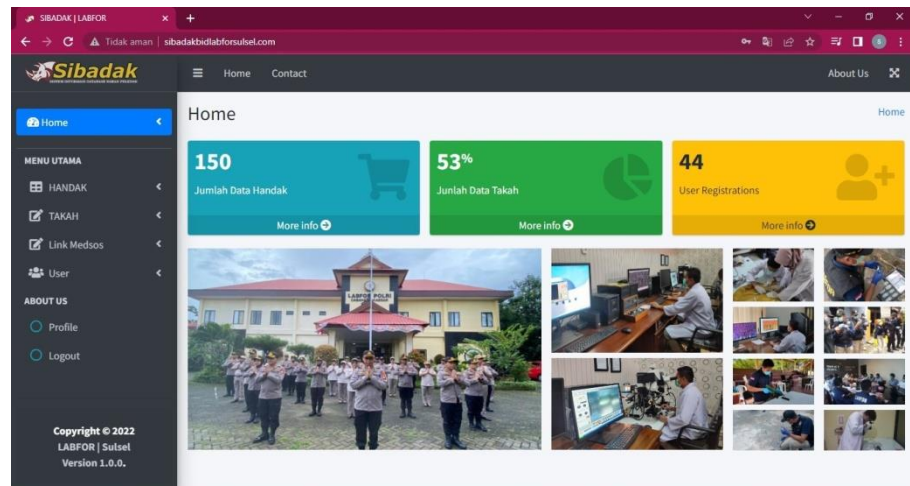 SIBADAK | LABFOR
Tidak aman | sibadakbidlabforsulsel.com
Sibadak
Home Contact
About Us
Home
MENU UTAMA
HANDAK
TAKAH
Link Medsos
User
ABOUT US
Profile
Logout
Copyright © 2022
LABFOR | Sulsel
Version 1.0.0.
Home
Home
150
Jumlah Data Handak
More info
53%
Junlah Data Takah
More info
44
User Registrations
More info
LABFOR POLRI